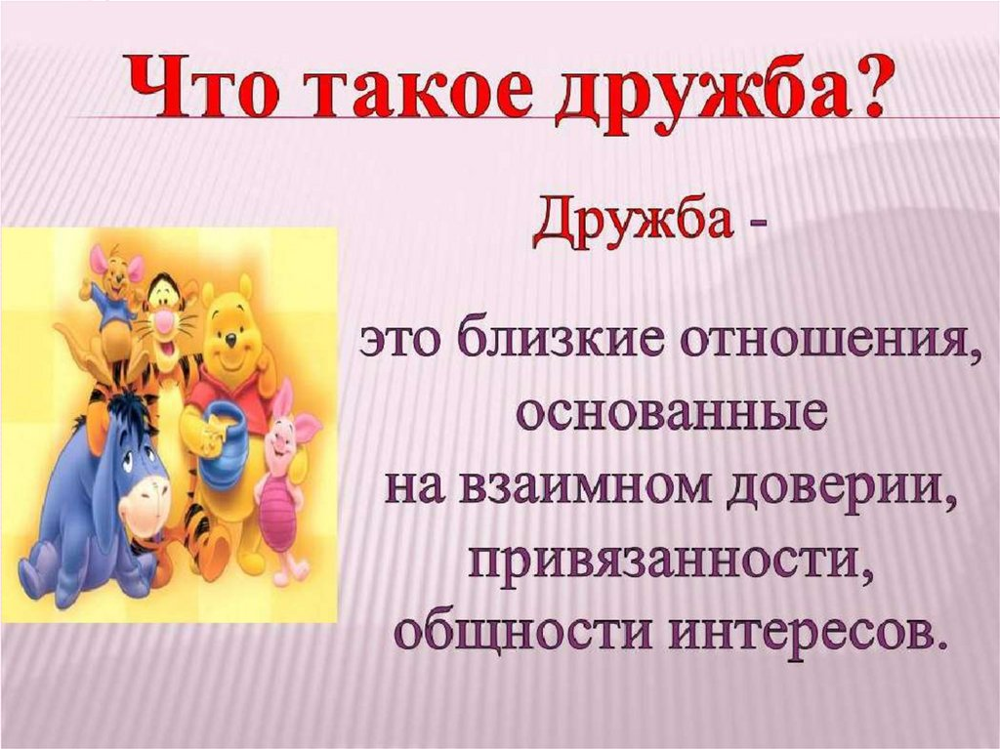 Что такое дружба?
Дружба -
это близкие отношения,
основанные
на взаимном доверии,
привязанности,
общности интересов.